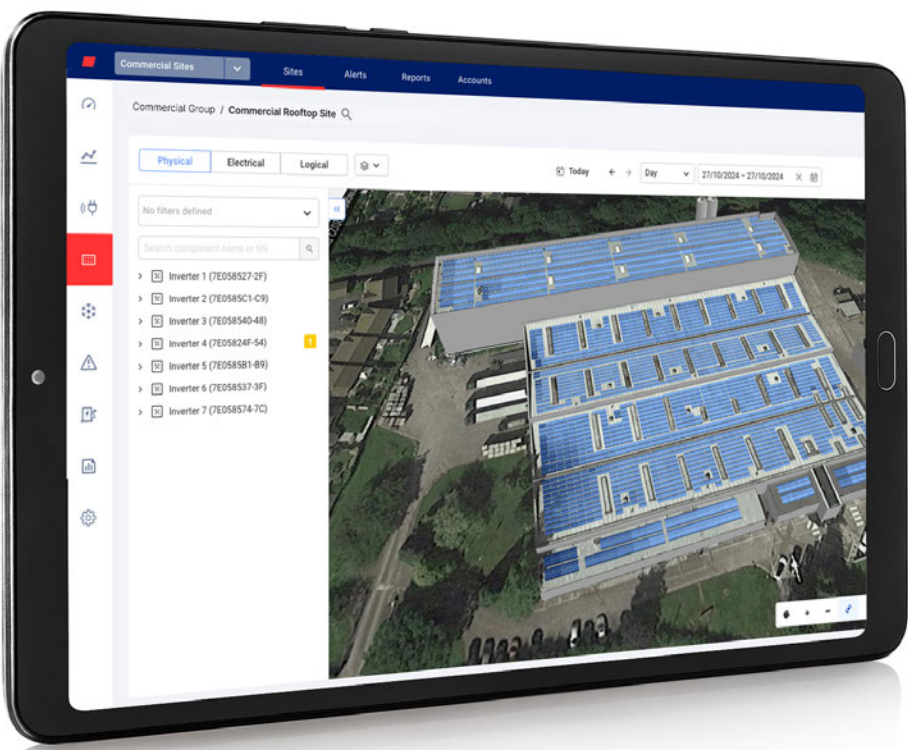 Commercial Sites
Sites Alerts Reports Accounts
Commercial Group / Commercial Rooftop Site
Physical Electrical Logical
Today Day 27/10/2024 - 27/10/2024
No filters defined
Search component name or SN
Inverter 1 (7E058527-2F)
Inverter 2 (7E0585C1-C9)
Inverter 3 (7E058540-48)
Inverter 4 (7E05824F-54) 1
Inverter 5 (7E0585B1-B9)
Inverter 6 (7E058537-3F)
Inverter 7 (7E058574-7C)